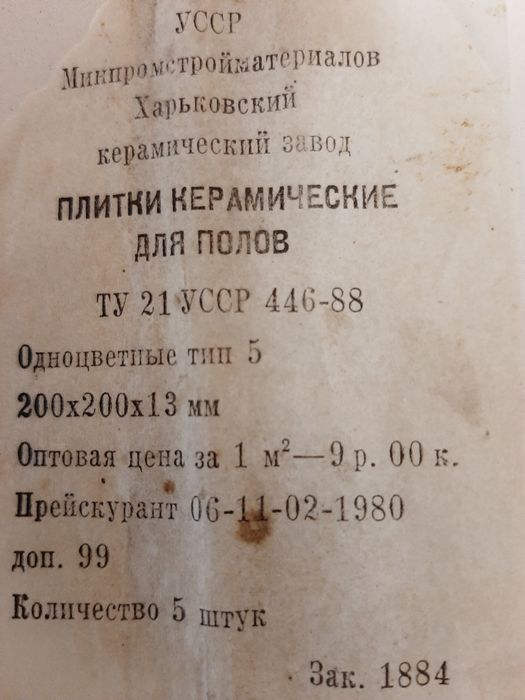 УССР
Минпромстройматериалов
Харьковский
керамический завод
ПЛИТКИ КЕРАМИЧЕСКИЕ
ДЛЯ ПОЛОВ
ТУ 21 УССР 446-88
Одноцветные тип 5
200х200х13 мм
Оптовая цена за 1 м²—9 р. 00 к.
Прейскурант 06-11-02-1980
доп. 99
Количество 5 штук
Зак. 1884